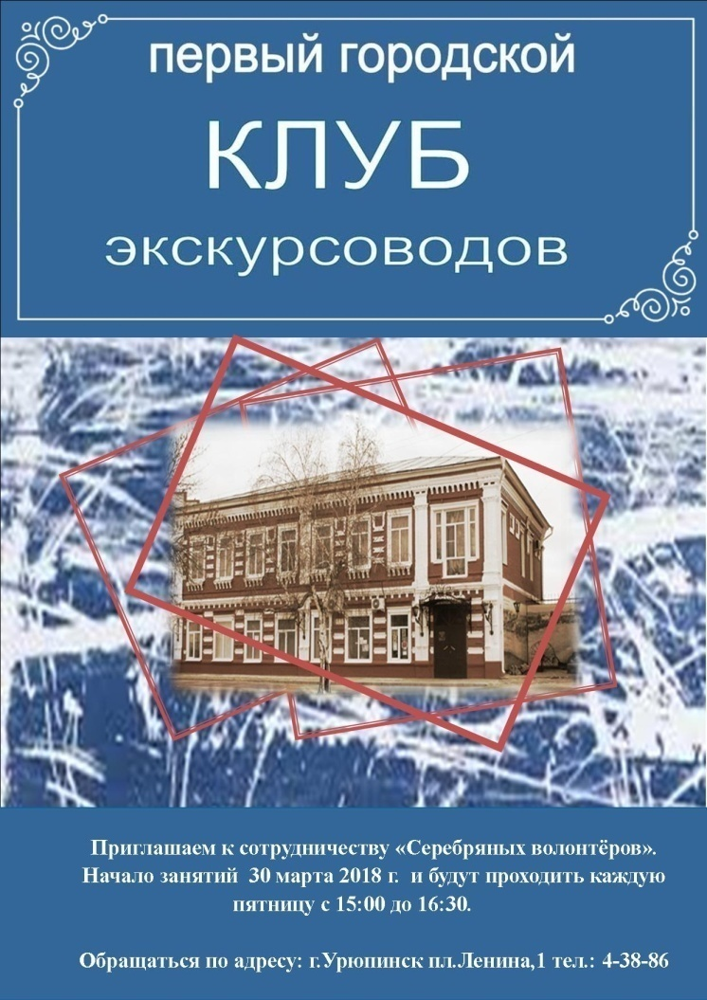 первый городской
КЛУБ
экскурсоводов
Приглашаем к сотрудничеству «Серебряных волонтёров».
Начало занятий 30 марта 2018 г. и будут проходить каждую
пятницу с 15:00 до 16:30.
Обращаться по адресу: г.Урюпинск пл.Ленина,1 тел.: 4-38-86